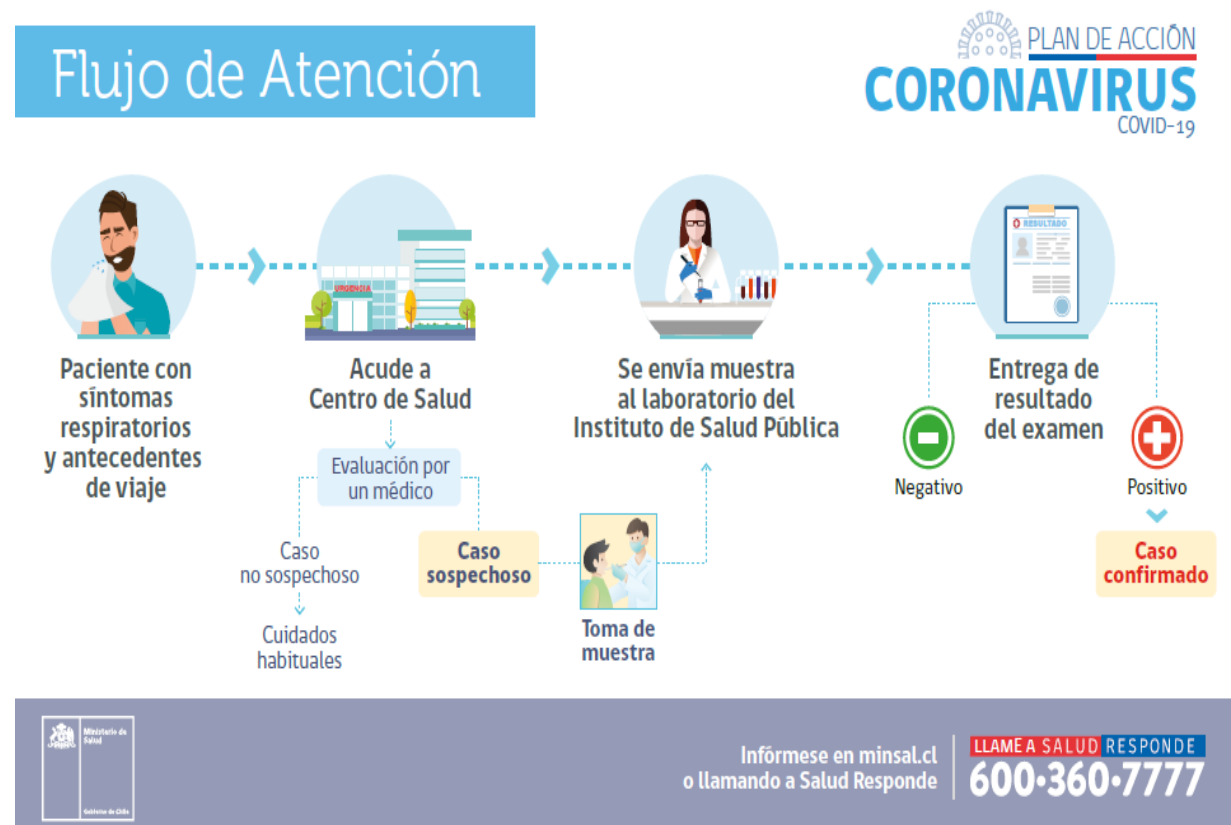 Flujo de Atención
PLAN DE ACCIÓN
CORONAVIRUS
COVID-19
URGENCIA
RESULTADO
Paciente con
síntomas
respiratorios
y antecedentes
de viaje
Acude a
Centro de Salud
Evaluación por
un médico
Caso
no sospechoso
Cuidados
habituales
Caso
sospechoso
Toma de
muestra
Se envía muestra
al laboratorio del
Instituto de Salud Pública
Entrega de
resultado
del examen
Negativo
Positivo
Caso
confirmado
Ministerio de
Salud
Gobierno de Chile
Infórmese en minsal.cl
o llamando a Salud Responde
LLAME A SALUD RESPONDE
600·360·7777